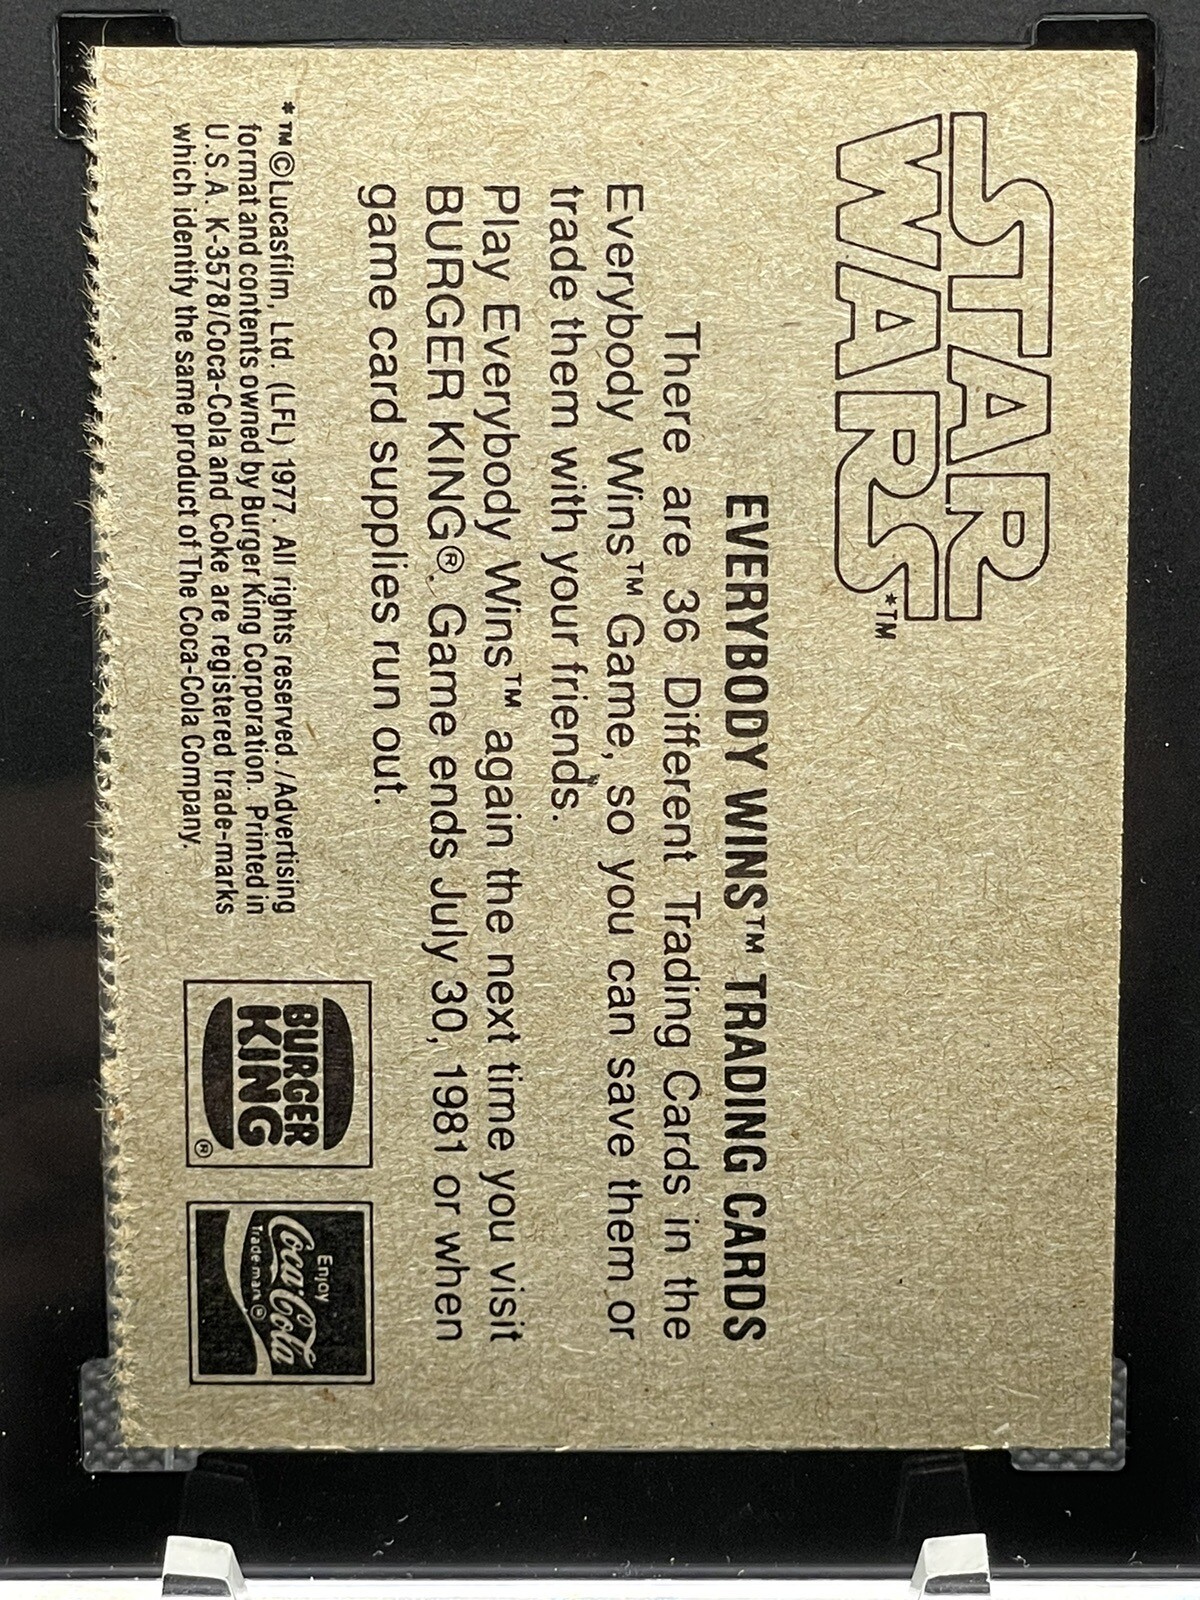 STAR
WARS*™
EVERYBODY WINS™ TRADING CARDS
There are 36 Different Trading Cards in the
Everybody Wins™ Game, so you can save them or
trade them with your friends.
Play Everybody Wins™ again the next time you visit
BURGER KING®. Game ends July 30, 1981 or when
game card supplies run out.
* ™ © Lucasfilm, Ltd. (LFL) 1977. All rights reserved. /Advertising
format and contents owned by Burger King Corporation. Printed in
U.S.A. K-3578/Coca-Cola and Coke are registered trade-marks
which identify the same product of The Coca-Cola Company.
BURGER
KING
®
Enjoy
Coca-Cola
Trade-mark ®